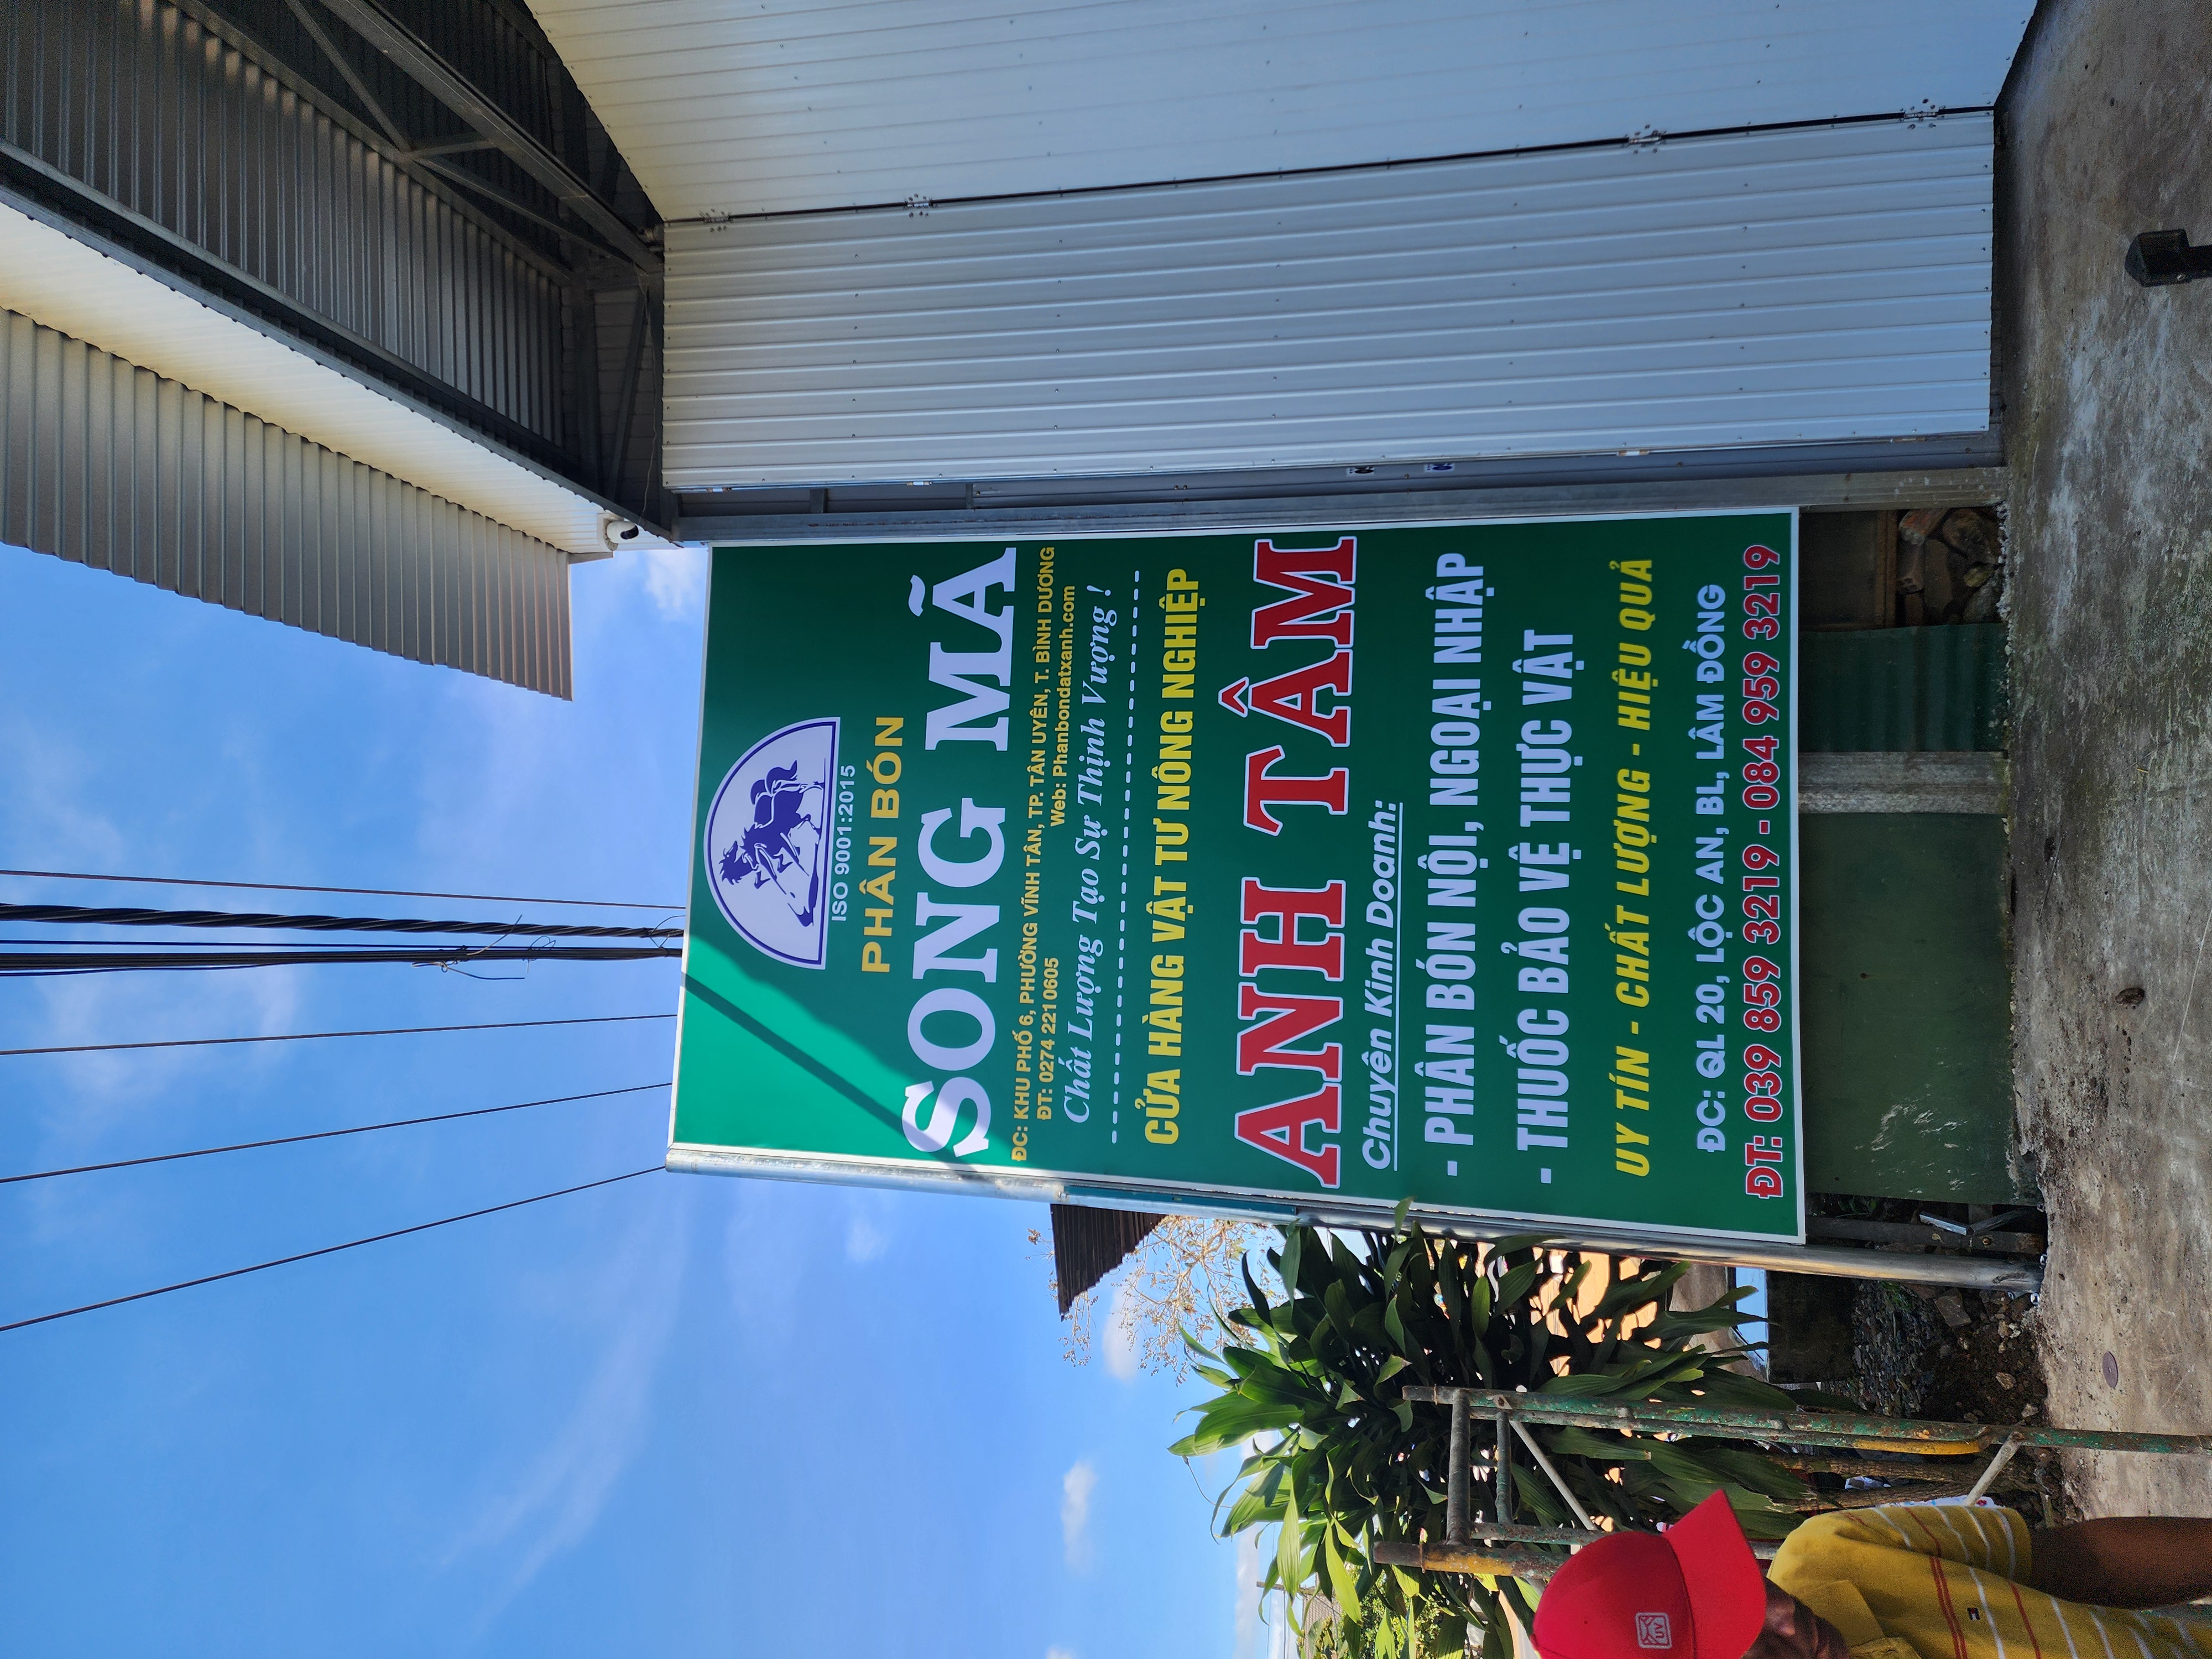 ISO 9001:2015
PHÂN BÓN
SONG MÃ
ĐC: KHU PHỐ 6, PHƯỜNG VĨNH TÂN, TP. TÂN UYÊN, T. BÌNH DƯƠNG
ĐT: 0274 2210605 Web: Phanbondatxanh.com
Chất Lượng Tạo Sự Thịnh Vượng !
CỬA HÀNG VẬT TƯ NÔNG NGHIỆP
ANH TÂM
Chuyên Kinh Doanh:
- PHÂN BÓN NỘI, NGOẠI NHẬP
- THUỐC BẢO VỆ THỰC VẬT
UY TÍN - CHẤT LƯỢNG - HIỆU QUẢ
ĐC: QL 20, LỘC AN, BL, LÂM ĐỒNG
ĐT: 039 859 3219 - 084 959 3219
UV